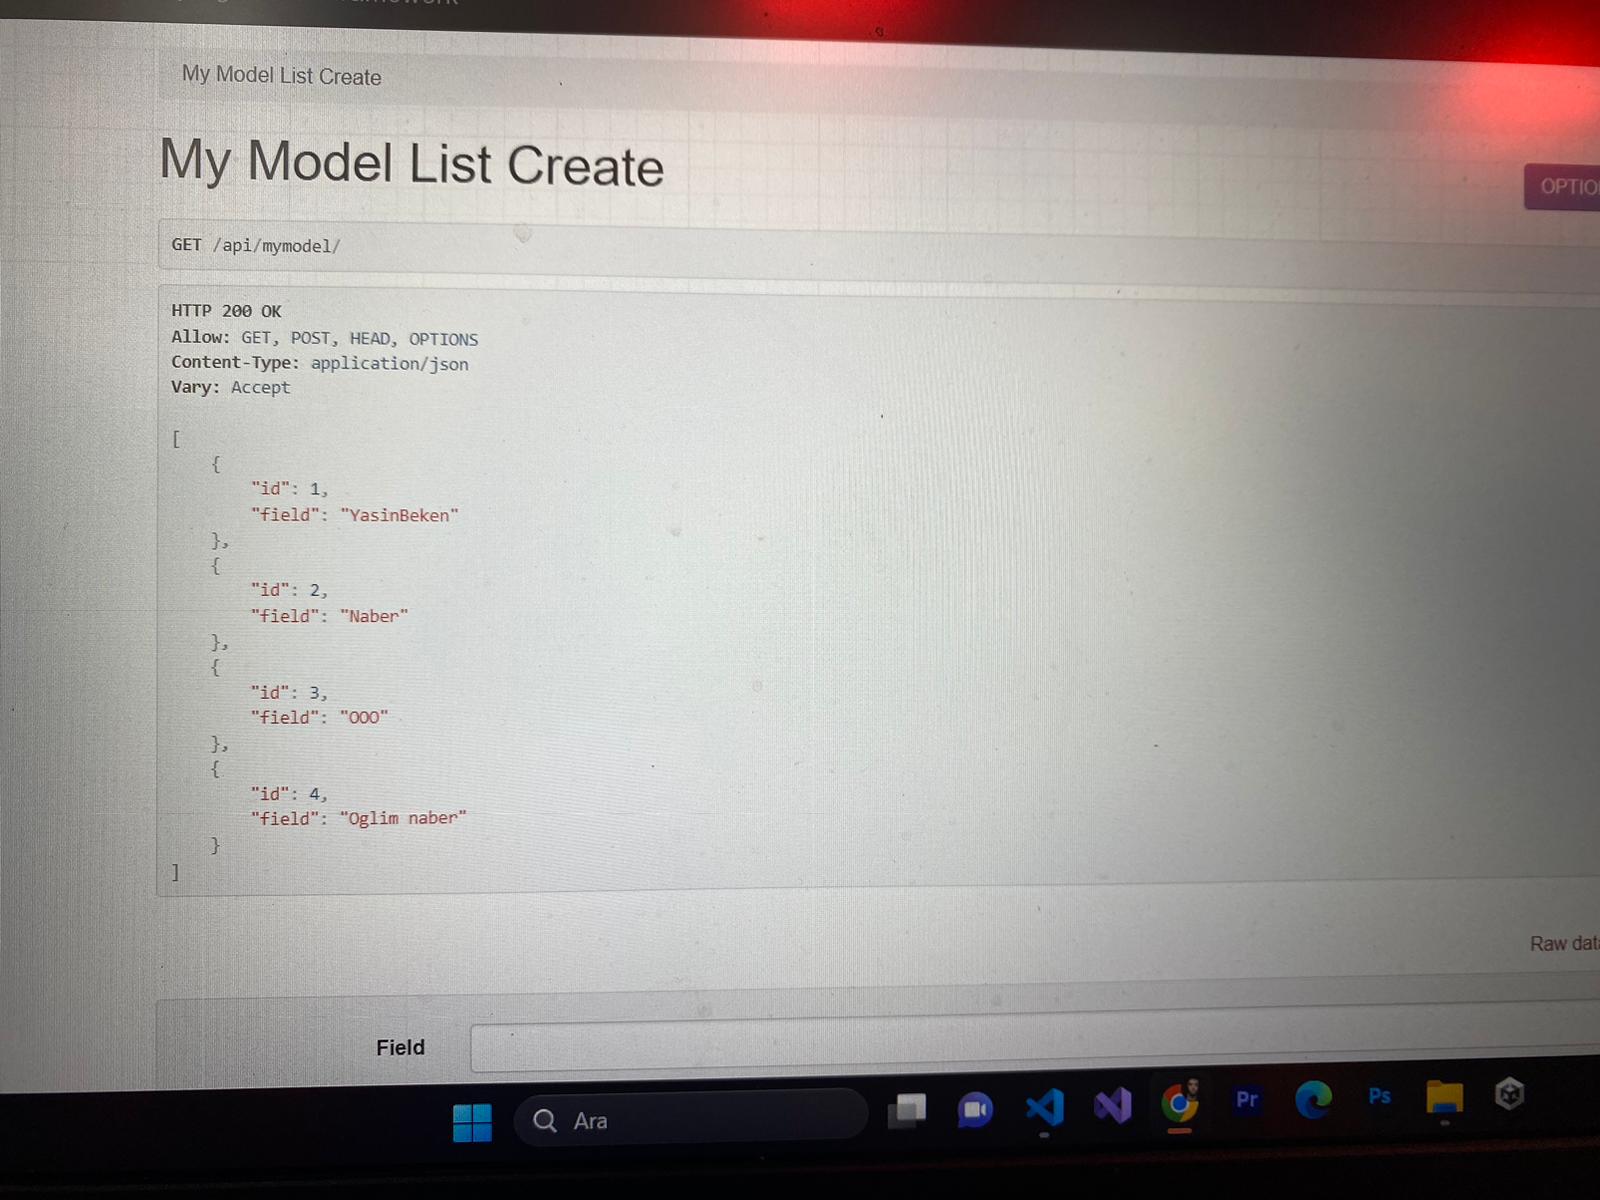 My Model List Create
My Model List Create
GET /api/mymodel/
HTTP 200 OK
Allow: GET, POST, HEAD, OPTIONS
Content-Type: application/json
Vary: Accept
[
{
"id": 1,
"field": "YasinBeken"
},
{
"id": 2,
"field": "Naber"
},
{
"id": 3,
"field": "OOO"
},
{
"id": 4,
"field": "Oglim naber"
}
]
Raw
Field
Ara
Pr
Ps